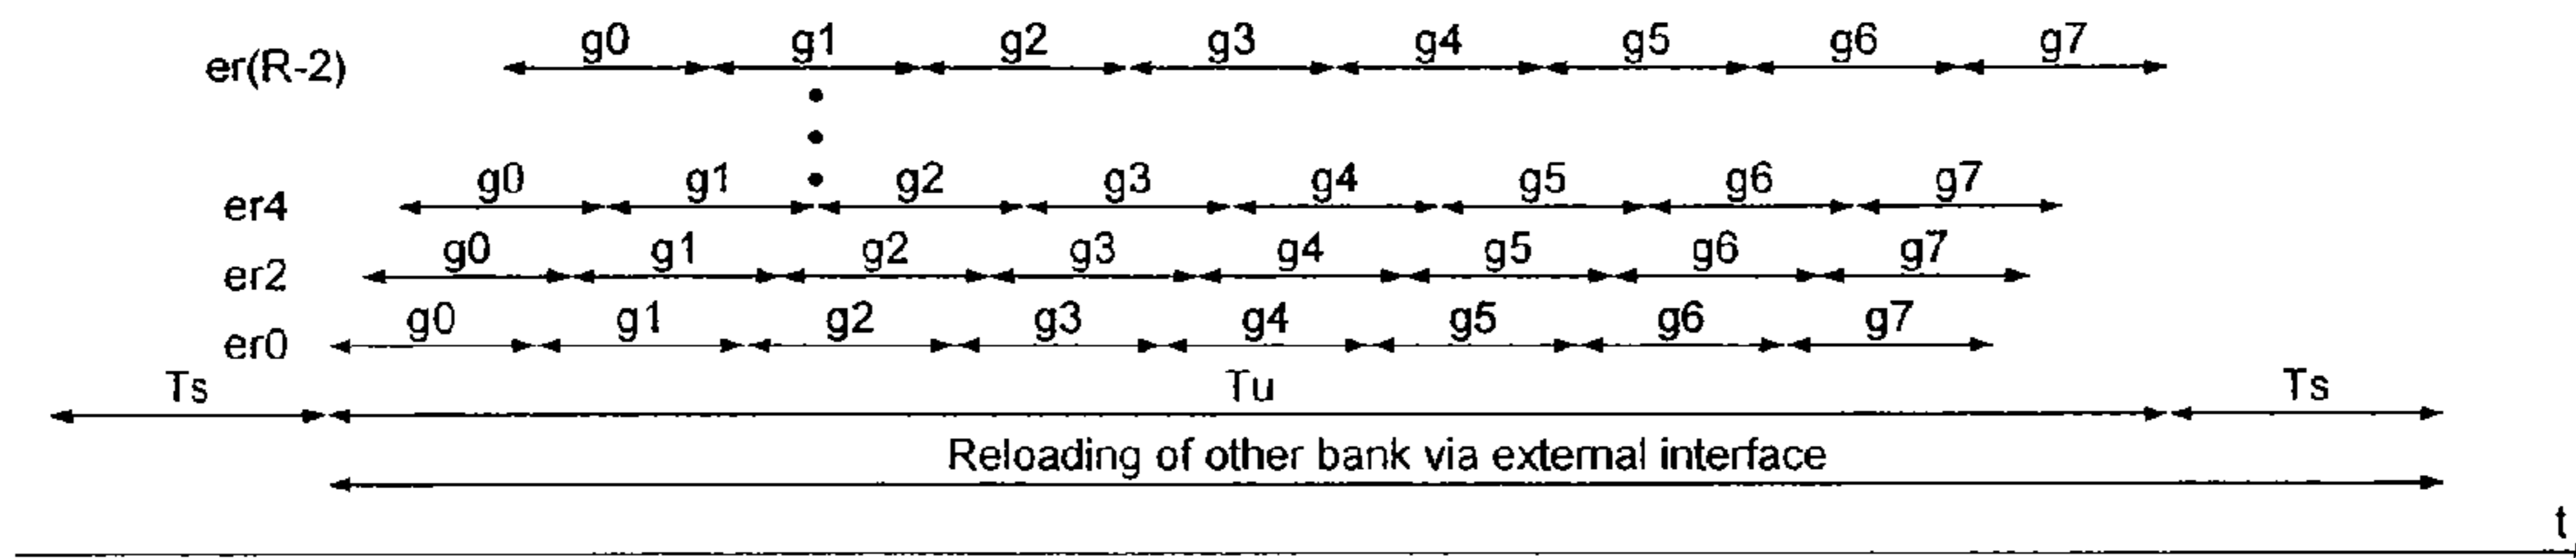 er(R-2) g0 g1 g2 g3 g4 g5 g6 g7
er4 g0 g1 g2 g3 g4 g5 g6 g7
er2 g0 g1 g2 g3 g4 g5 g6 g7
er0 g0 g1 g2 g3 g4 g5 g6 g7
Ts Tu Ts
Reloading of other bank via external interface
t